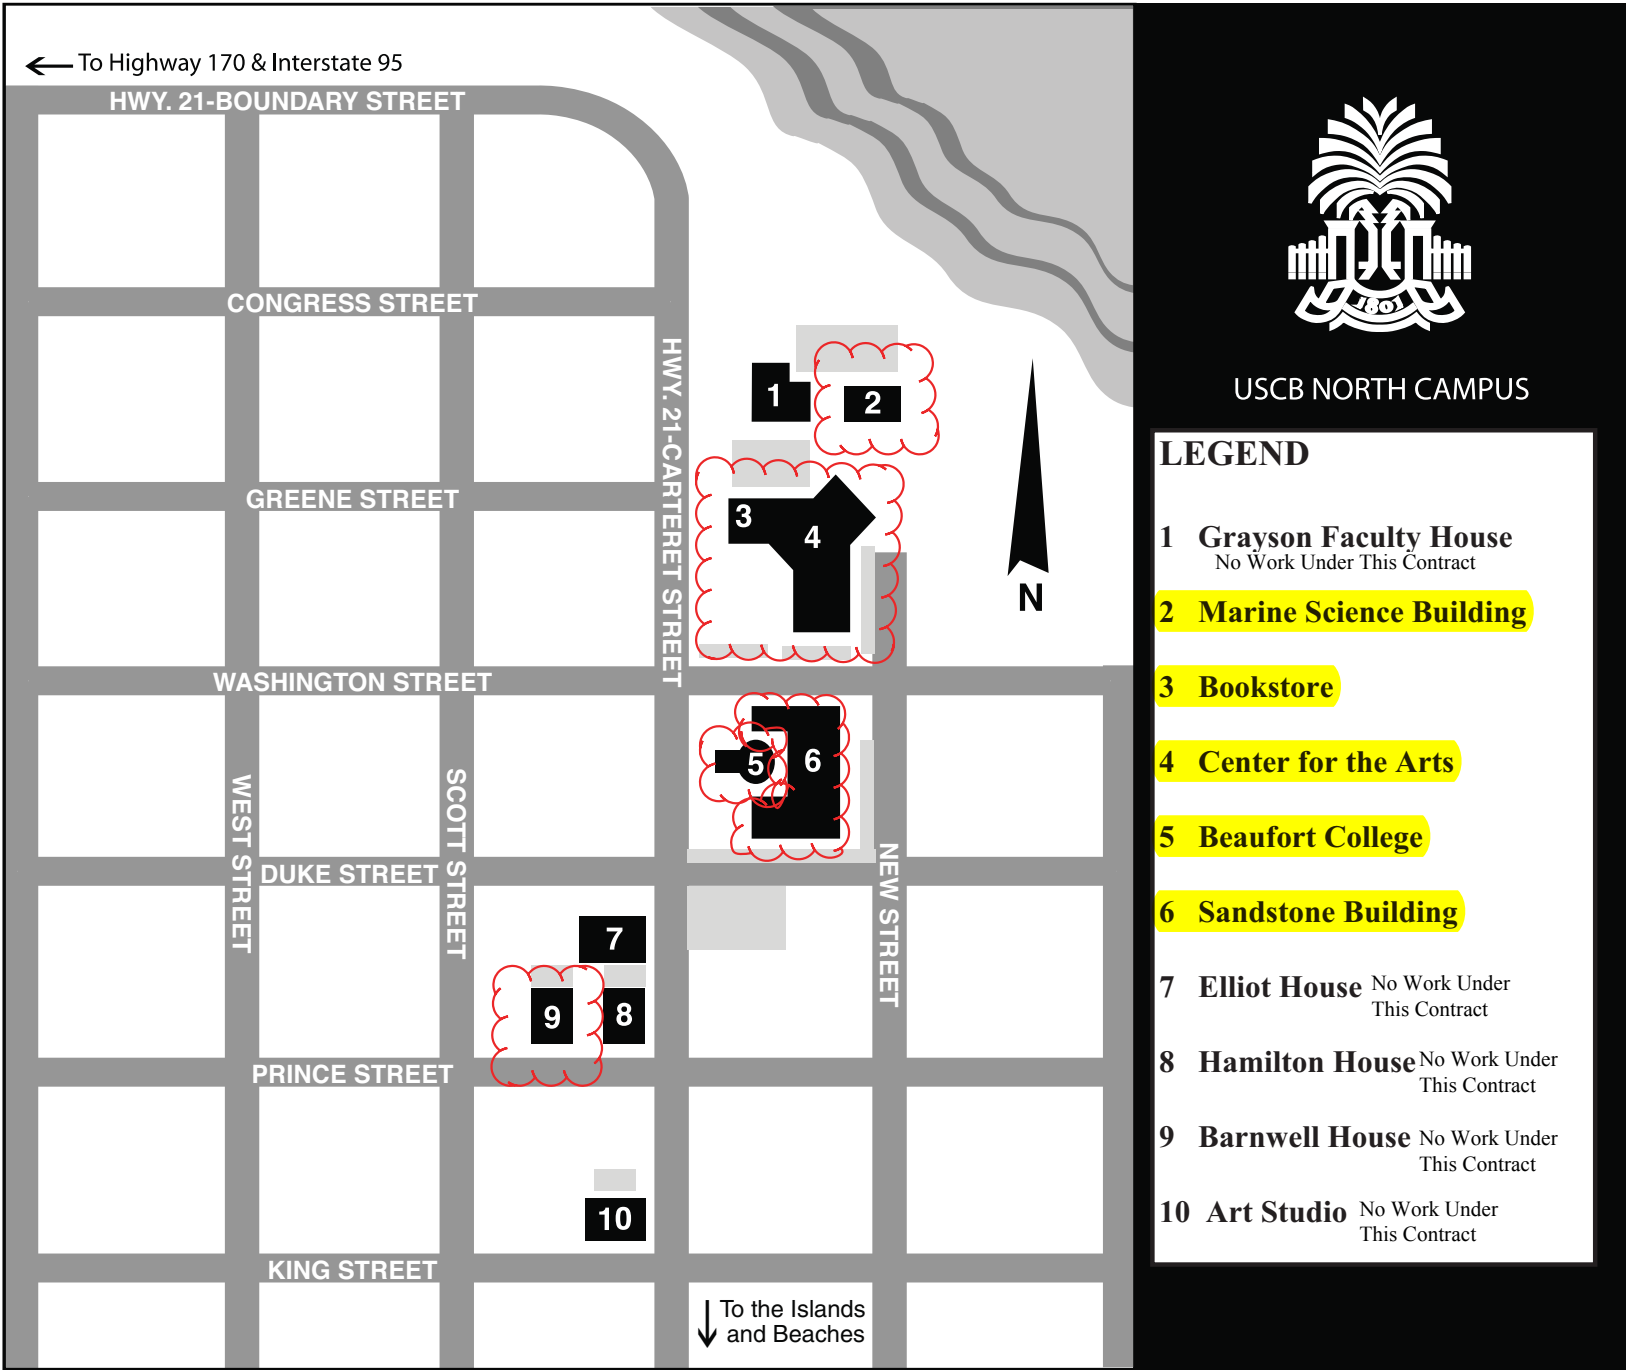 To Highway 170 & Interstate 95
HWY. 21-BOUNDARY STREET
CONGRESS STREET
HWY. 21-CARTERET STREET
GREENE STREET
WASHINGTON STREET
WEST STREET
SCOTT STREET
DUKE STREET
NEW STREET
PRINCE STREET
KING STREET
1
2
3
4
5
6
7
8
9
10
N
To the Islands
and Beaches
1801
USCB NORTH CAMPUS
LEGEND
1 Grayson Faculty House
No Work Under This Contract
2 Marine Science Building
3 Bookstore
4 Center for the Arts
5 Beaufort College
6 Sandstone Building
7 Elliot House No Work Under
This Contract
8 Hamilton House No Work Under
This Contract
9 Barnwell House No Work Under
This Contract
10 Art Studio No Work Under
This Contract